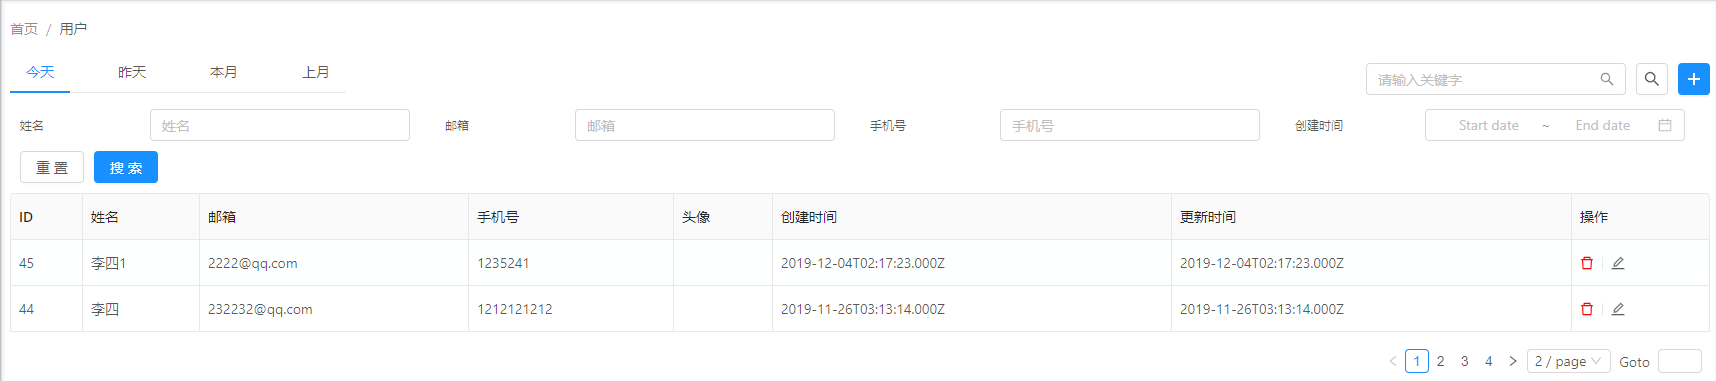 首页 / 用户
今天 昨天 本月 上月 请输入关键字
姓名 姓名 邮箱 邮箱 手机号 手机号 创建时间 Start date ~ End date
重 置 搜 索
ID 姓名 邮箱 手机号 头像 创建时间 更新时间 操作
45 李四1 2222@qq.com 1235241 2019-12-04T02:17:23.000Z 2019-12-04T02:17:23.000Z
44 李四 232232@qq.com 1212121212 2019-11-26T03:13:14.000Z 2019-11-26T03:13:14.000Z
1 2 3 4 2 / page Goto